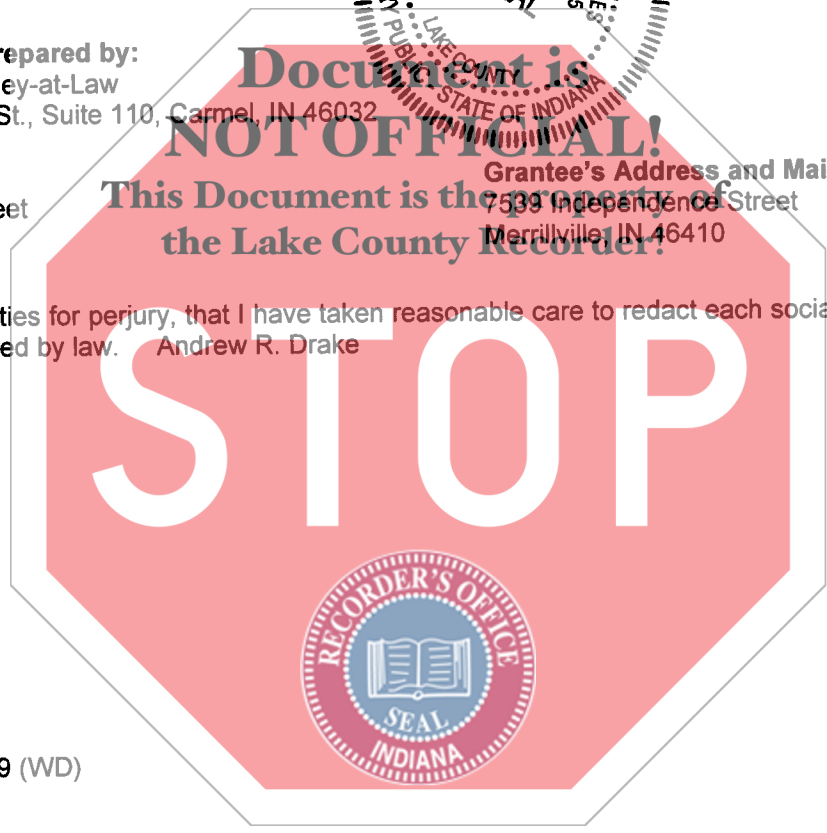 LAKE COUNTY
Y PUBLIC, STATE OF INDIANA
epared by:
ey-at-Law
St., Suite 110, Carmel, IN 46032
Document is
NOT OFFICIAL!
This Document is the property of
the Lake County Recorder!
Grantee's Address and Mai
eet
7539 Independence Street
Merrillville, IN 46410
ties for perjury, that I have taken reasonable care to redact each socia
ed by law. Andrew R. Drake
STOP
RECORDER'S OFFICE
SEAL
INDIANA
9 (WD)